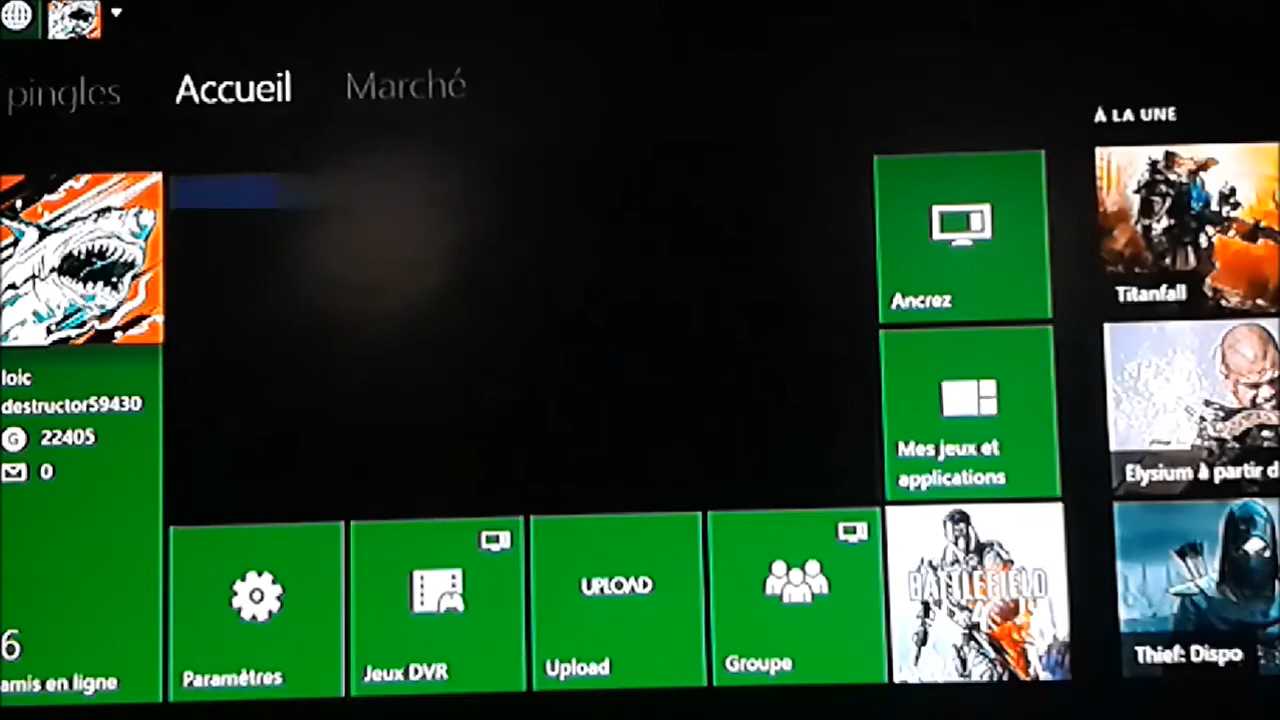 pingles Accueil Marché
À LA UNE
loic
destructor59430
G 22405
0
6
amis en ligne
Paramètres
Jeux DVR
UPLOAD
Upload
Groupe
Ancrez
Mes jeux et
applications
BATTLEFIELD
4
Titanfall
Elysium à partir d
Thief: Dispo